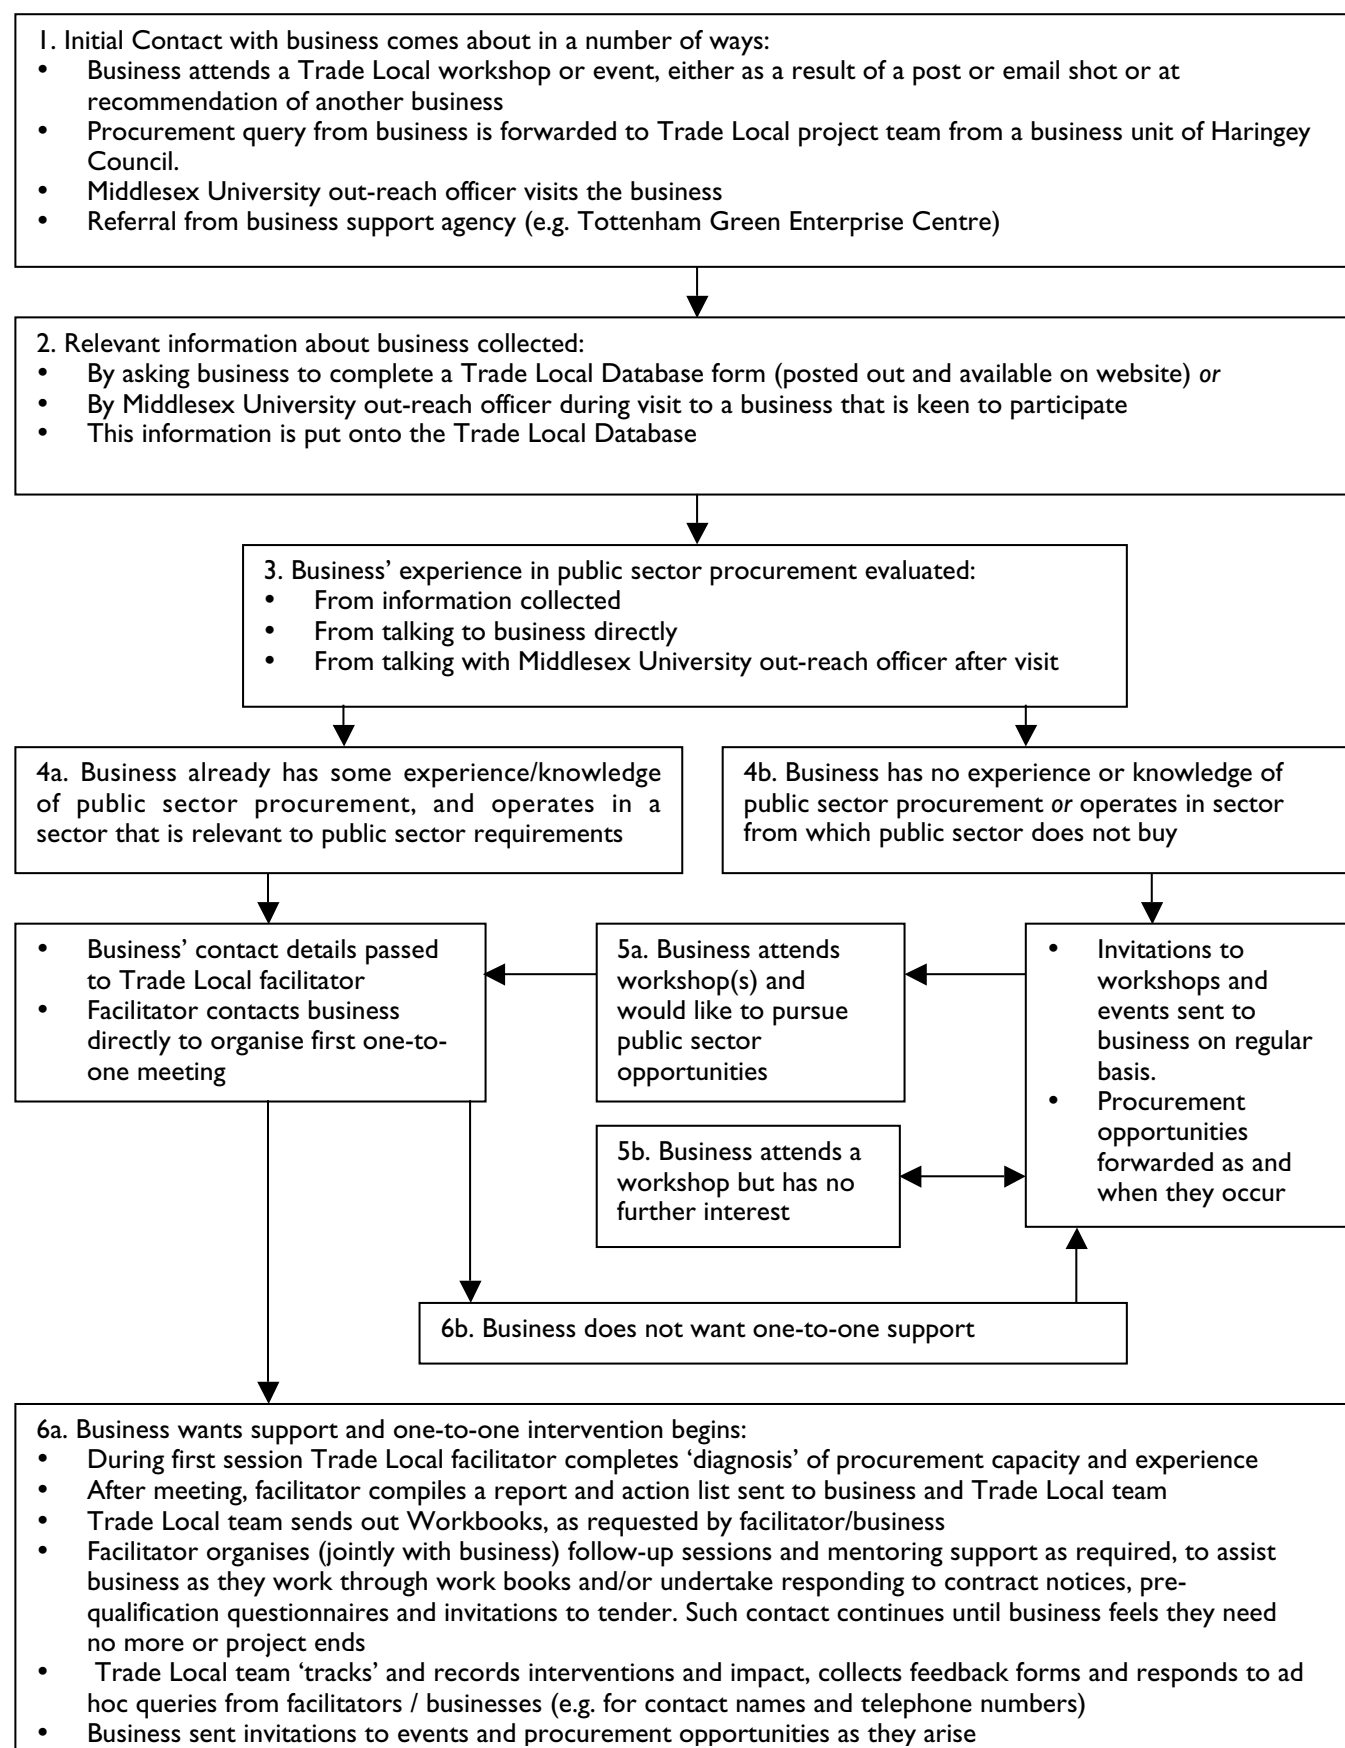 1. Initial Contact with business comes about in a number of ways:
• Business attends a Trade Local workshop or event, either as a result of a post or email shot or at
recommendation of another business
• Procurement query from business is forwarded to Trade Local project team from a business unit of Haringey
Council.
• Middlesex University out-reach officer visits the business
• Referral from business support agency (e.g. Tottenham Green Enterprise Centre)
2. Relevant information about business collected:
• By asking business to complete a Trade Local Database form (posted out and available on website) or
• By Middlesex University out-reach officer during visit to a business that is keen to participate
• This information is put onto the Trade Local Database
3. Business’ experience in public sector procurement evaluated:
• From information collected
• From talking to business directly
• From talking with Middlesex University out-reach officer after visit
4a. Business already has some experience/knowledge
of public sector procurement, and operates in a
sector that is relevant to public sector requirements
4b. Business has no experience or knowledge of
public sector procurement or operates in sector
from which public sector does not buy
• Business’ contact details passed
to Trade Local facilitator
• Facilitator contacts business
directly to organise first one-to-
one meeting
5a. Business attends
workshop(s) and
would like to pursue
public sector
opportunities
• Invitations to
workshops and
events sent to
business on regular
basis.
• Procurement
opportunities
forwarded as and
when they occur
5b. Business attends a
workshop but has no
further interest
6b. Business does not want one-to-one support
6a. Business wants support and one-to-one intervention begins:
• During first session Trade Local facilitator completes ‘diagnosis’ of procurement capacity and experience
• After meeting, facilitator compiles a report and action list sent to business and Trade Local team
• Trade Local team sends out Workbooks, as requested by facilitator/business
• Facilitator organises (jointly with business) follow-up sessions and mentoring support as required, to assist
business as they work through work books and/or undertake responding to contract notices, pre-
qualification questionnaires and invitations to tender. Such contact continues until business feels they need
no more or project ends
• Trade Local team ‘tracks’ and records interventions and impact, collects feedback forms and responds to ad
hoc queries from facilitators / businesses (e.g. for contact names and telephone numbers)
• Business sent invitations to events and procurement opportunities as they arise